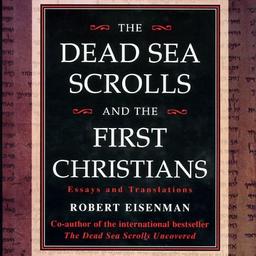 THE
DEAD SEA
SCROLLS
AND THE
FIRST
CHRISTIANS
Essays and Translations
ROBERT EISENMAN
Co-author of the international bestseller
The Dead Sea Scrolls Uncovered